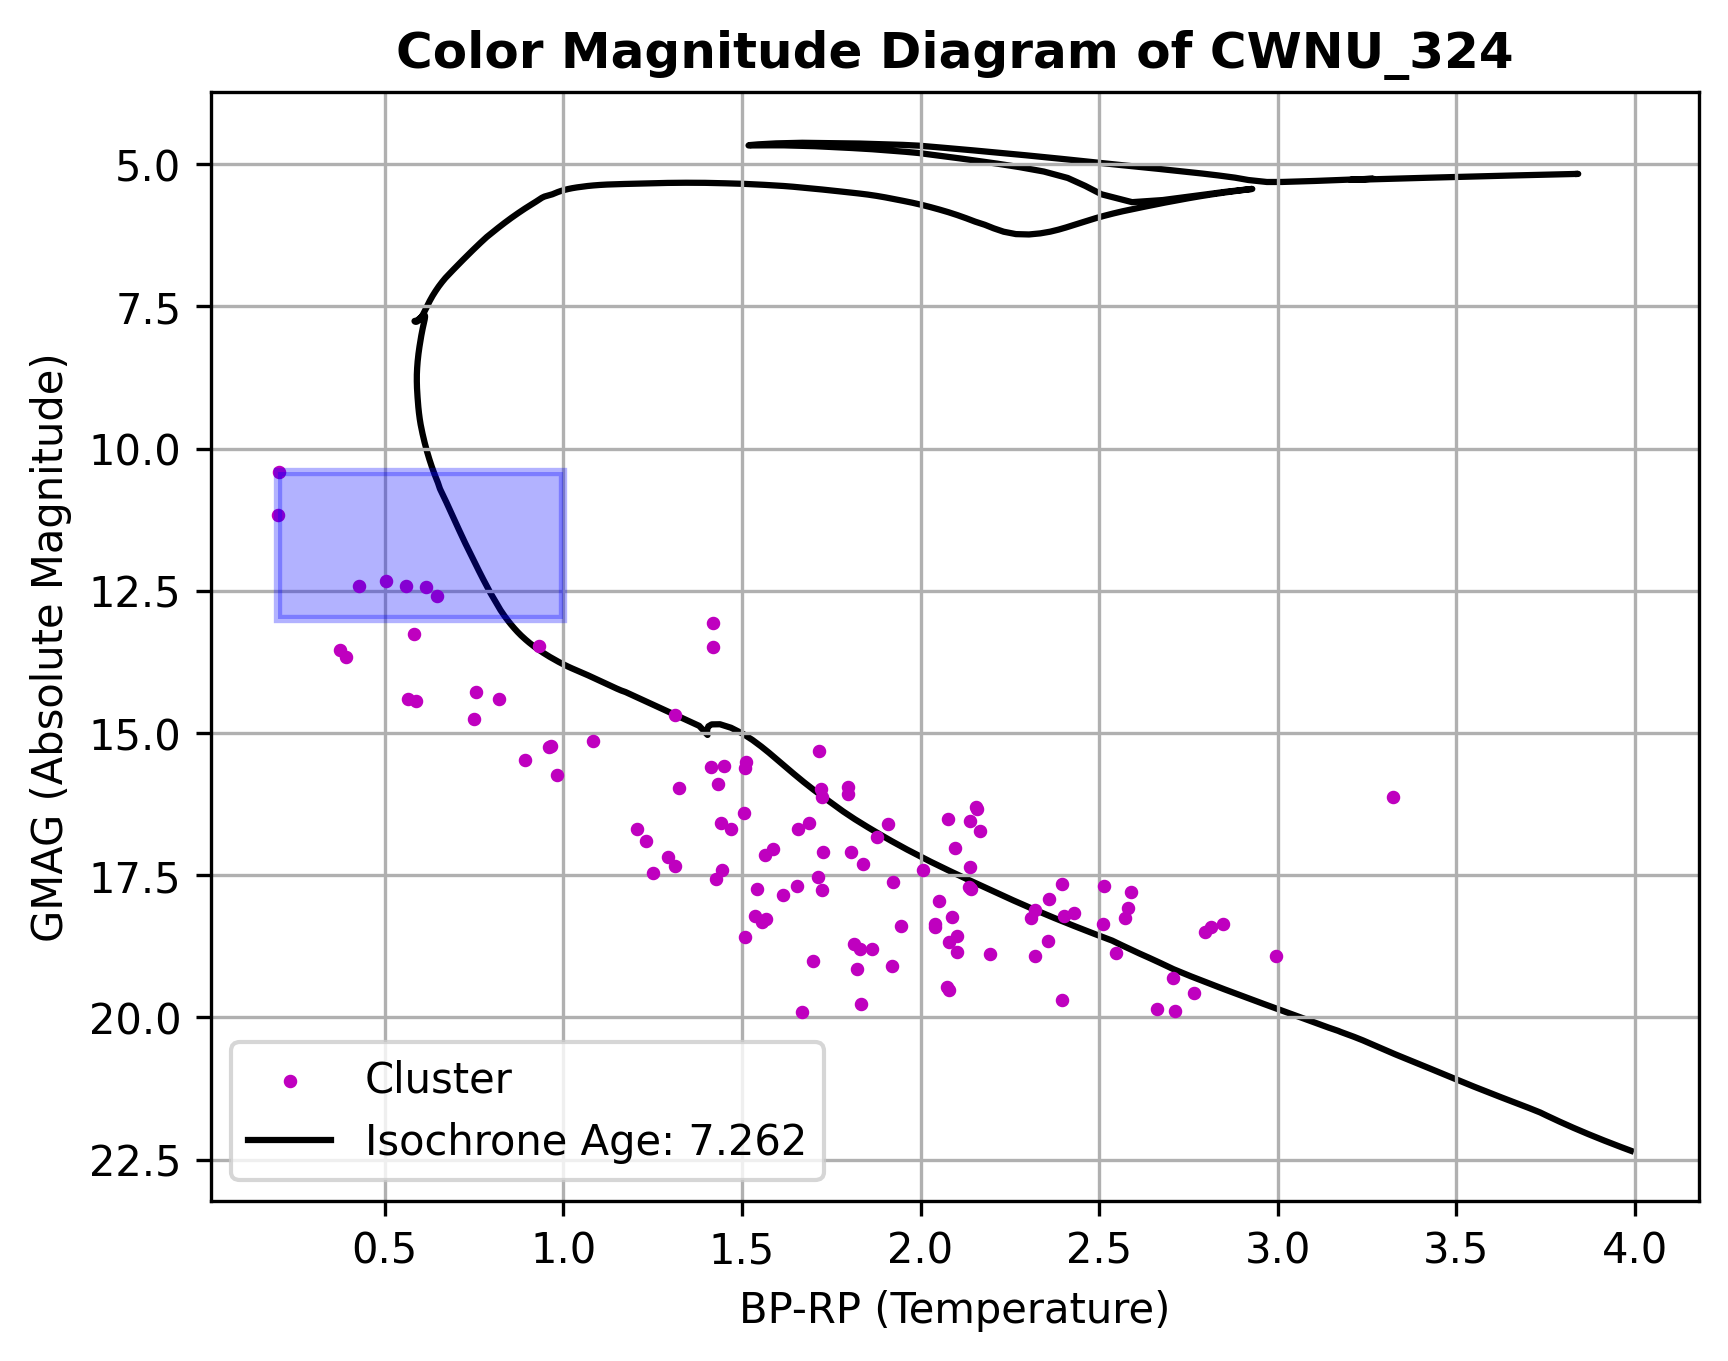 Color Magnitude Diagram of CWNU_324
GMAG (Absolute Magnitude)
5.0
7.5
10.0
12.5
15.0
17.5
20.0
22.5
Cluster
Isochrone Age: 7.262
0.5 1.0 1.5 2.0 2.5 3.0 3.5 4.0
BP-RP (Temperature)